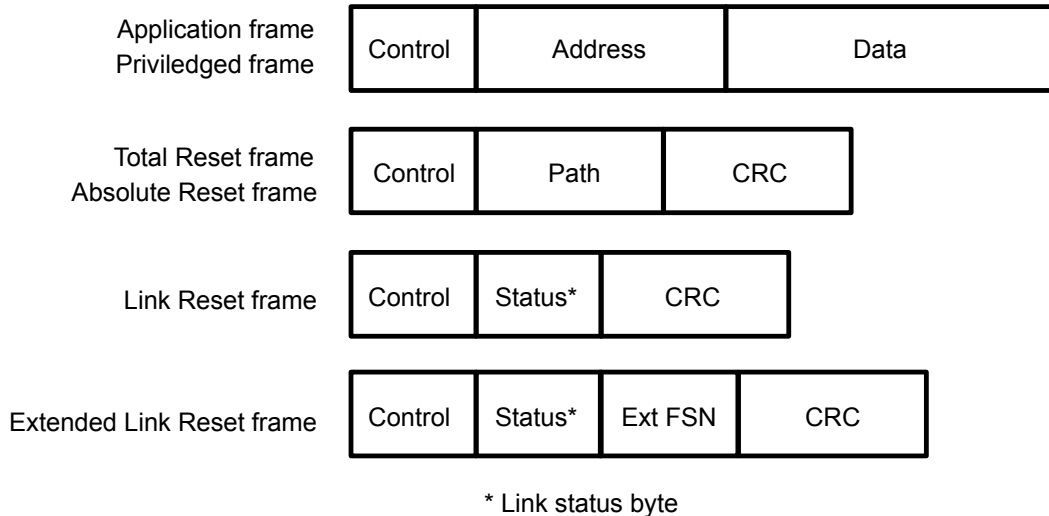 Application frame
Priviledged frame
Control Address Data
Total Reset frame
Absolute Reset frame
Control Path CRC
Link Reset frame
Control Status* CRC
Extended Link Reset frame
Control Status* Ext FSN CRC
* Link status byte